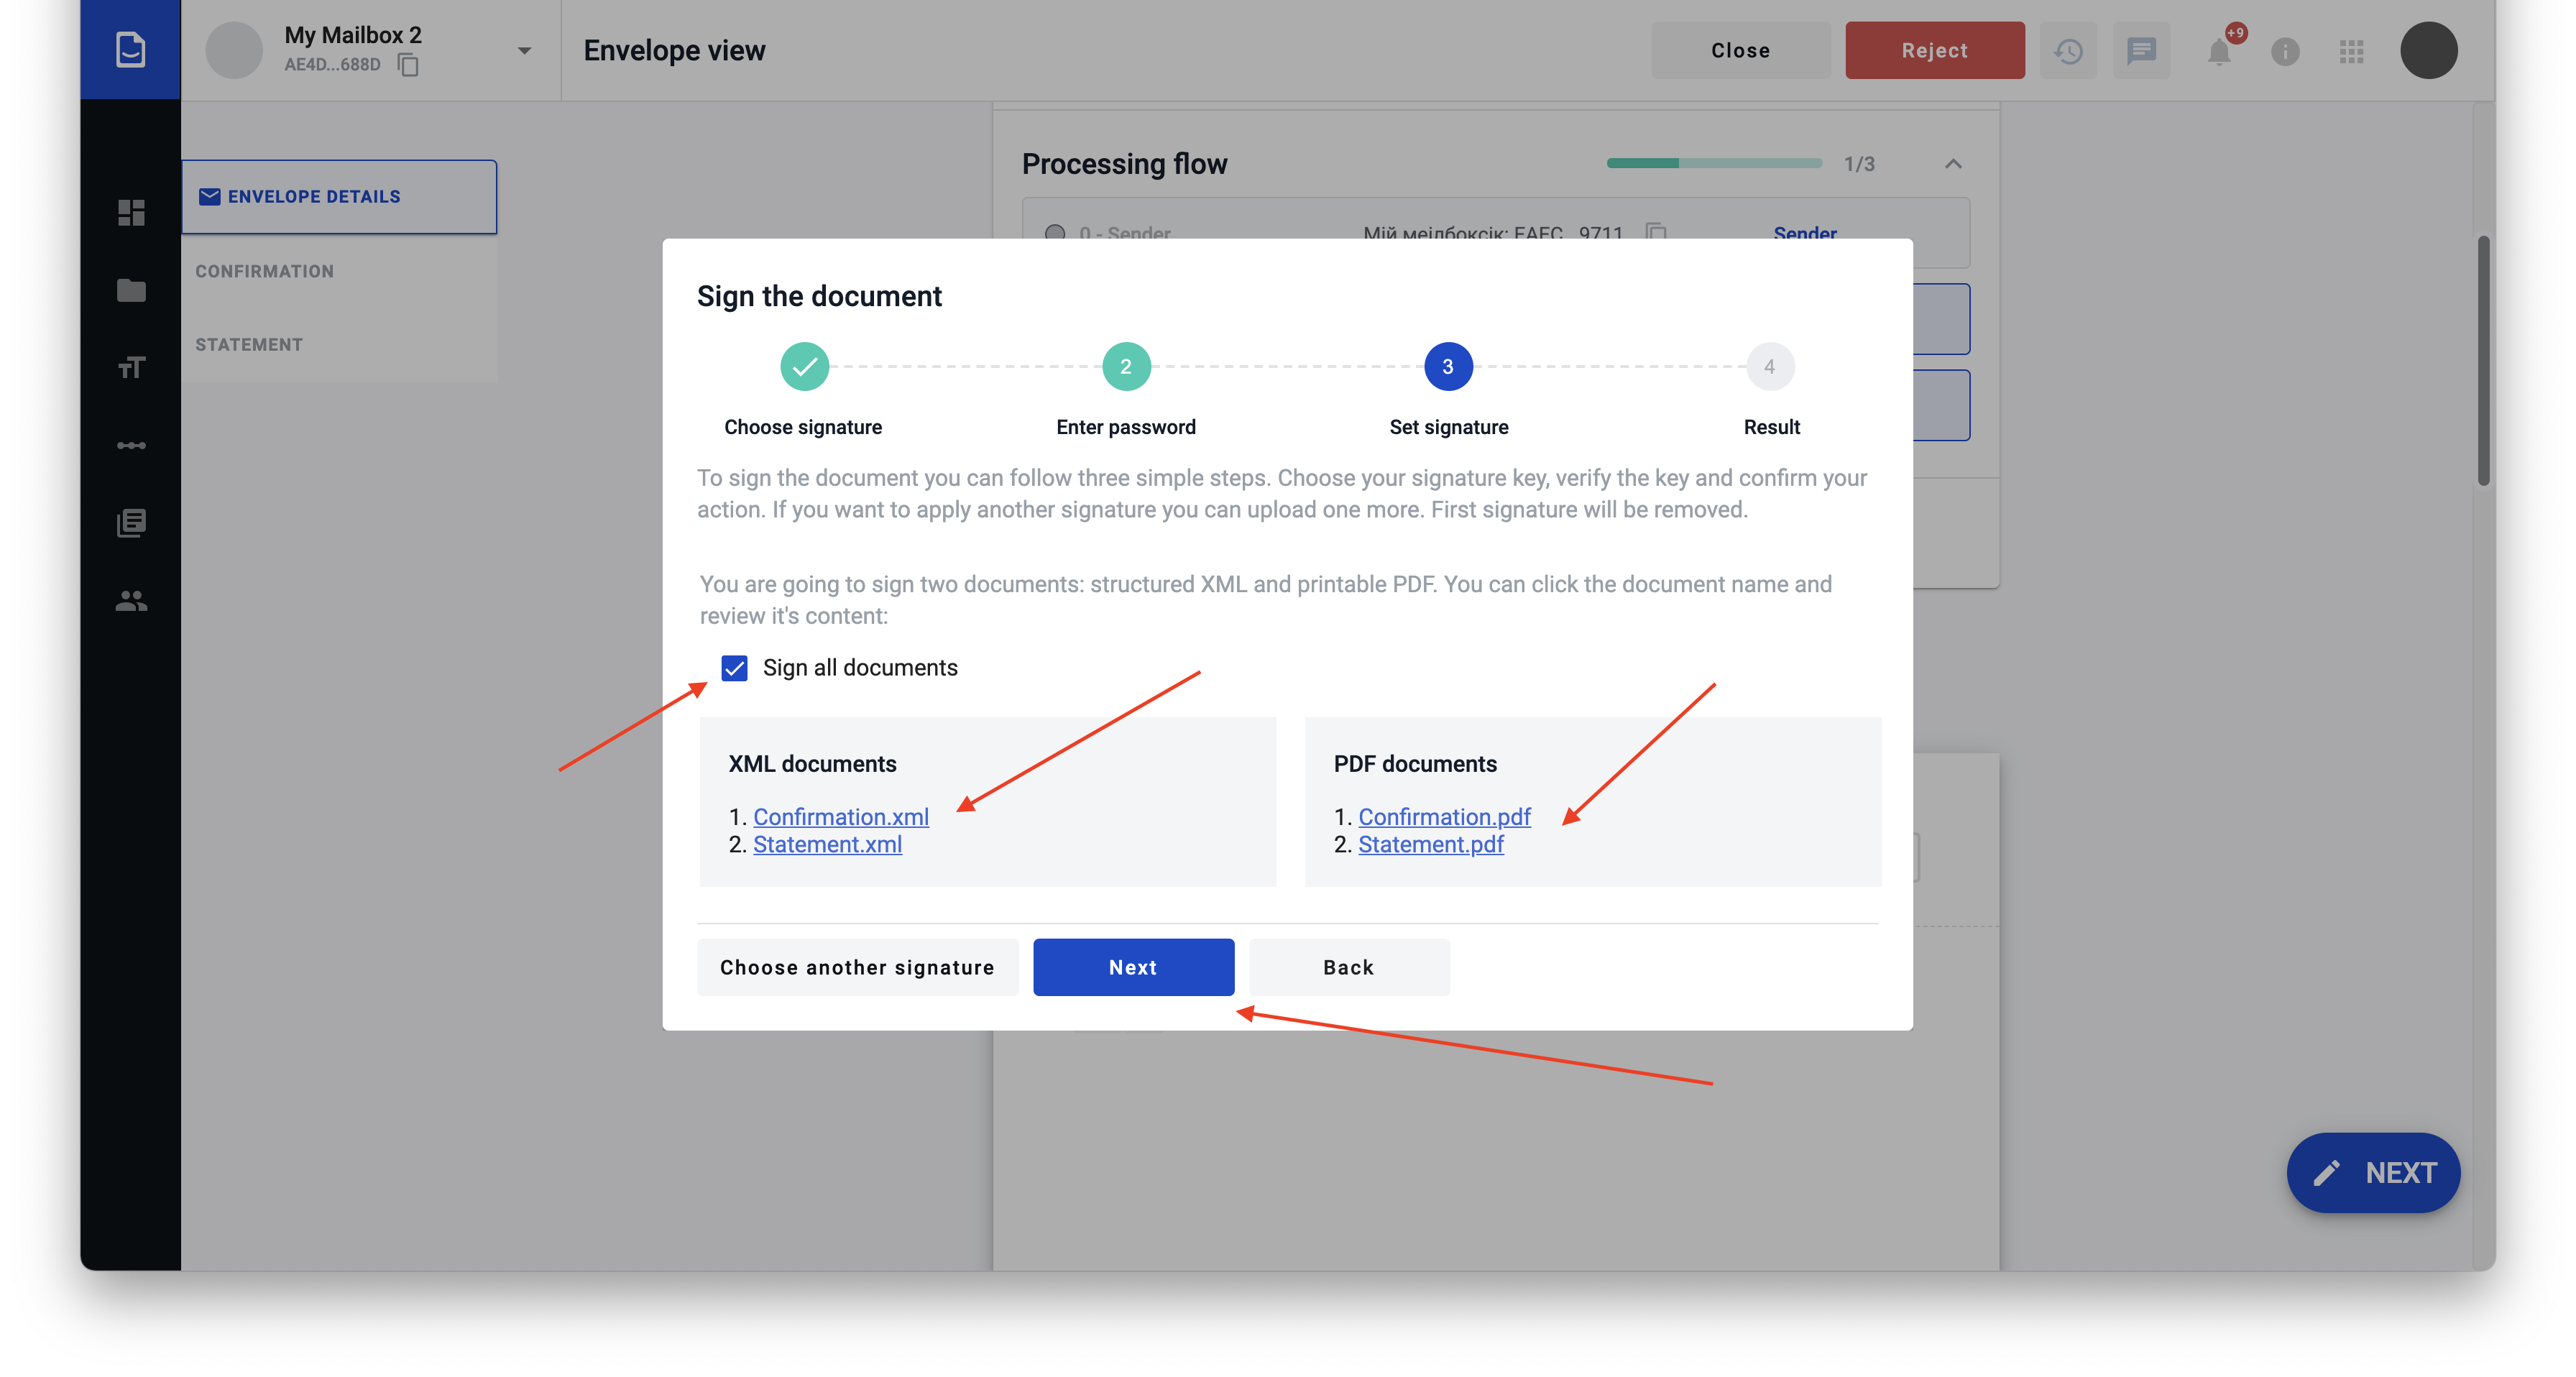 My Mailbox 2
AE4D...688D
Envelope view
Close
Reject
+9
ENVELOPE DETAILS
CONFIRMATION
STATEMENT
Processing flow
1/3
0 - Sender
Мій меілбоксік: EAEC...9711
Sender
Sign the document
2
3
4
Choose signature
Enter password
Set signature
Result
To sign the document you can follow three simple steps. Choose your signature key, verify the key and confirm your
action. If you want to apply another signature you can upload one more. First signature will be removed.
You are going to sign two documents: structured XML and printable PDF. You can click the document name and
review it's content:
Sign all documents
XML documents
1. Confirmation.xml
2. Statement.xml
PDF documents
1. Confirmation.pdf
2. Statement.pdf
Choose another signature
Next
Back
NEXT